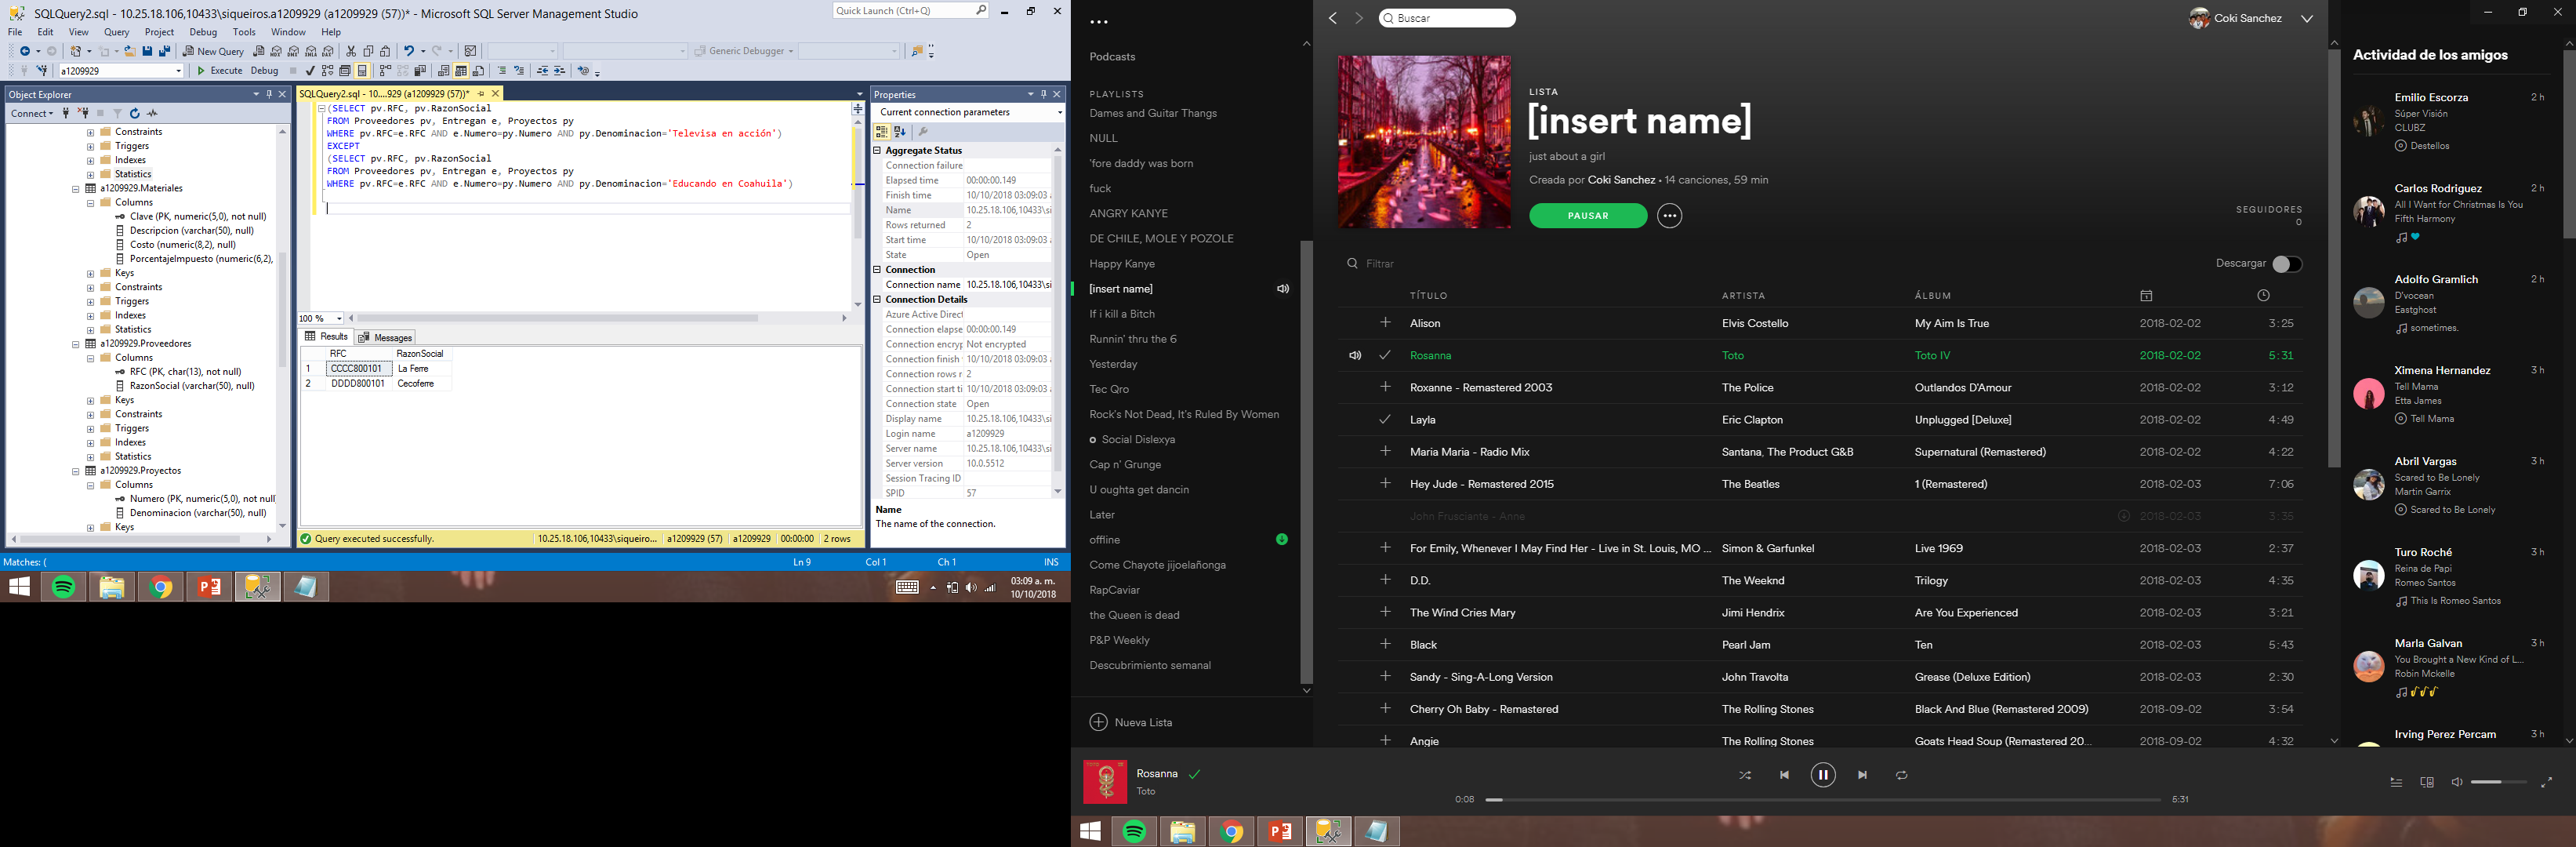 SQLQuery2.sql - 10.25.18.106,10433\siqueiros.a1209929 (a1209929 (57))* - Microsoft SQL Server Management Studio
Quick Launch (Ctrl+Q)
File Edit View Query Project Debug Tools Window Help
New Query
Generic Debugger
a1209929
Execute Debug
Object Explorer
Connect
Constraints
Triggers
Indexes
Statistics
a1209929.Materiales
Columns
Clave (PK, numeric(5,0), not null)
Descripcion (varchar(50), null)
Costo (numeric(8,2), null)
PorcentajeImpuesto (numeric(6,2),
Keys
Constraints
Triggers
Indexes
Statistics
a1209929.Proveedores
Columns
RFC (PK, char(13), not null)
RazonSocial (varchar(50), null)
Keys
Constraints
Triggers
Indexes
Statistics
a1209929.Proyectos
Columns
Numero (PK, numeric(5,0), not null
Denominacion (varchar(50), null)
Keys
SQLQuery2.sql - 10....929 (a1209929 (57))*
(SELECT pv.RFC, pv.RazonSocial
FROM Proveedores pv, Entregan e, Proyectos py
WHERE pv.RFC=e.RFC AND e.Numero=py.Numero AND py.Denominacion='Televisa en acción')
EXCEPT
(SELECT pv.RFC, pv.RazonSocial
FROM Proveedores pv, Entregan e, Proyectos py
WHERE pv.RFC=e.RFC AND e.Numero=py.Numero AND py.Denominacion='Educando en Coahuila')
100 %
Results Messages
RFC RazonSocial
1 CCCC800101 La Ferre
2 DDDD800101 Cecoferre
Query executed successfully. 10.25.18.106,10433\siqueiro... a1209929 (57) a1209929 00:00:00 2 rows
Properties
Current connection parameters
Aggregate Status
Connection failure
Elapsed time 00:00:00.149
Finish time 10/10/2018 03:09:03
Name 10.25.18.106,10433\si
Rows returned 2
Start time 10/10/2018 03:09:03
State Open
Connection
Connection name 10.25.18.106,10433\si
Connection Details
Azure Active Direct
Connection elapse 00:00:00.149
Connection encryp Not encrypted
Connection finish 10/10/2018 03:09:03
Connection rows r 2
Connection start ti 10/10/2018 03:09:03
Connection state Open
Display name 10.25.18.106,10433\si
Login name a1209929
Server name 10.25.18.106,10433\si
Server version 10.0.5512
Session Tracing ID
SPID 57
Name
The name of the connection.
Matches: ( Ln 9 Col 1 Ch 1 INS
03:09 a. m.
10/10/2018
Podcasts
PLAYLISTS
Dames and Guitar Thangs
NULL
'fore daddy was born
fuck
ANGRY KANYE
DE CHILE, MOLE Y POZOLE
Happy Kanye
[insert name]
If i kill a Bitch
Runnin' thru the 6
Yesterday
Tec Qro
Rock's Not Dead, It's Ruled By Women
Social Dislexya
Cap n' Grunge
U oughta get dancin
Later
offline
Come Chayote jijoelañonga
RapCaviar
the Queen is dead
P&P Weekly
Descubrimiento semanal
Nueva Lista
Buscar
Coki Sanchez
LISTA
[insert name]
just about a girl
Creada por Coki Sanchez • 14 canciones, 59 min
PAUSAR
SEGUIDORES
0
Filtrar
Descargar
TÍTULO ARTISTA ÁLBUM
Alison Elvis Costello My Aim Is True 2018-02-02 3:25
Rosanna Toto Toto IV 2018-02-02 5:31
Roxanne - Remastered 2003 The Police Outlandos D'Amour 2018-02-02 3:12
Layla Eric Clapton Unplugged [Deluxe] 2018-02-02 4:49
Maria Maria - Radio Mix Santana, The Product G&B Supernatural (Remastered) 2018-02-02 4:22
Hey Jude - Remastered 2015 The Beatles 1 (Remastered) 2018-02-03 7:06
John Frusciante - Anne 2018-02-03 3:35
For Emily, Whenever I May Find Her - Live in St. Louis, MO ... Simon & Garfunkel Live 1969 2018-02-03 2:37
D.D. The Weeknd Trilogy 2018-02-03 4:35
The Wind Cries Mary Jimi Hendrix Are You Experienced 2018-02-03 3:21
Black Pearl Jam Ten 2018-02-03 5:43
Sandy - Sing-A-Long Version John Travolta Grease (Deluxe Edition) 2018-02-03 2:30
Cherry Oh Baby - Remastered The Rolling Stones Black And Blue (Remastered 2009) 2018-09-02 3:54
Angie The Rolling Stones Goats Head Soup (Remastered 20... 2018-09-02 4:32
Actividad de los amigos
Emilio Escorza 2 h
Súper Visión
CLUBZ
Destellos
Carlos Rodríguez 2 h
All I Want for Christmas Is You
Fifth Harmony
Adolfo Gramlich 2 h
D'vocean
Eastghost
sometimes.
Ximena Hernandez 3 h
Tell Mama
Etta James
Tell Mama
Abril Vargas 3 h
Scared to Be Lonely
Martin Garrix
Scared to Be Lonely
Turo Roché 3 h
Reina de Papi
Romeo Santos
This Is Romeo Santos
Marla Galvan 3 h
You Brought a New Kind of L...
Robin Mckelle
Irving Perez Percam 3 h
Rosanna
Toto
0:08 5:31